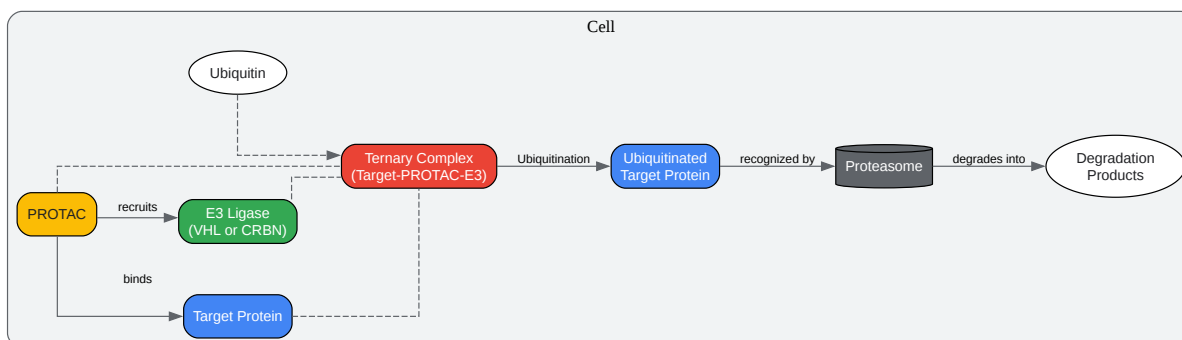 Cell
Ubiquitin
Ternary Complex
(Target-PROTAC-E3)
Ubiquitination
Ubiquitinated
Target Protein
recognized by
Proteasome
degrades into
Degradation
Products
PROTAC
recruits
E3 Ligase
(VHL or CRBN)
binds
Target Protein